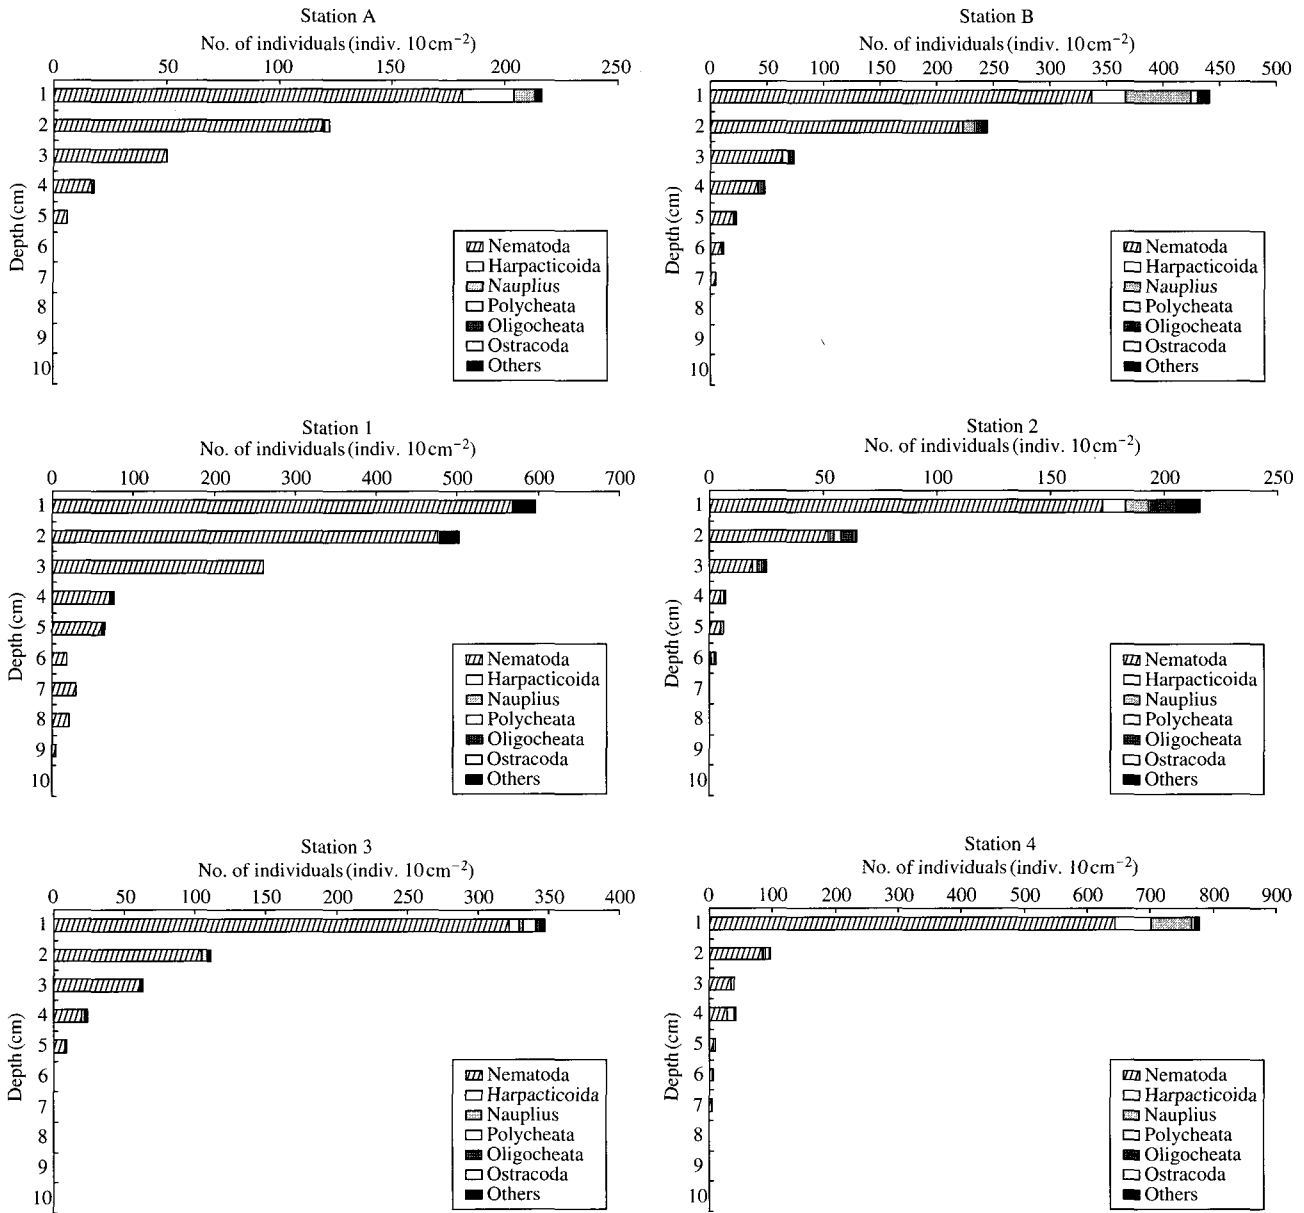 Station A
No. of individuals (indiv. 10 cm⁻²)
0 50 100 150 200 250
Depth (cm)
1
2
3
4
5
6
7
8
9
10
Nematoda
Harpacticoida
Nauplius
Polycheata
Oligocheata
Ostracoda
Others
Station B
No. of individuals (indiv. 10 cm⁻²)
0 50 100 150 200 250 300 350 400 450 500
Depth (cm)
1
2
3
4
5
6
7
8
9
10
Nematoda
Harpacticoida
Nauplius
Polycheata
Oligocheata
Ostracoda
Others
Station 1
No. of individuals (indiv. 10 cm⁻²)
0 100 200 300 400 500 600 700
Depth (cm)
1
2
3
4
5
6
7
8
9
10
Nematoda
Harpacticoida
Nauplius
Polycheata
Oligocheata
Ostracoda
Others
Station 2
No. of individuals (indiv. 10 cm⁻²)
0 50 100 150 200 250
Depth (cm)
1
2
3
4
5
6
7
8
9
10
Nematoda
Harpacticoida
Nauplius
Polycheata
Oligocheata
Ostracoda
Others
Station 3
No. of individuals (indiv. 10 cm⁻²)
0 50 100 150 200 250 300 350 400
Depth (cm)
1
2
3
4
5
6
7
8
9
10
Nematoda
Harpacticoida
Nauplius
Polycheata
Oligocheata
Ostracoda
Others
Station 4
No. of individuals (indiv. 10 cm⁻²)
0 100 200 300 400 500 600 700 800 900
Depth (cm)
1
2
3
4
5
6
7
8
9
10
Nematoda
Harpacticoida
Nauplius
Polycheata
Oligocheata
Ostracoda
Others